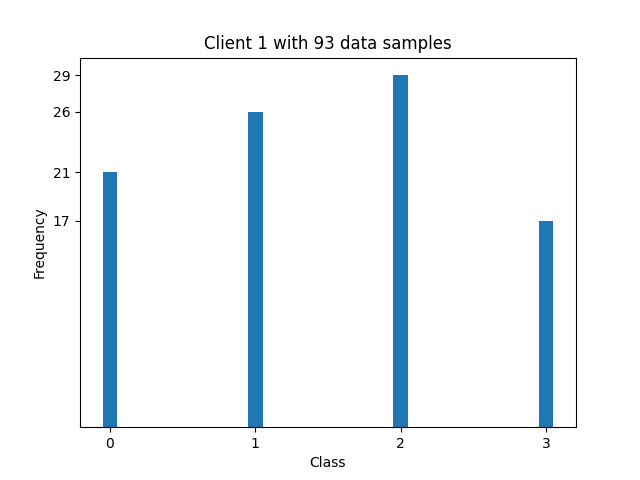 Client 1 with 93 data samples
29
26
21
17
Frequency
0 1 2 3
Class